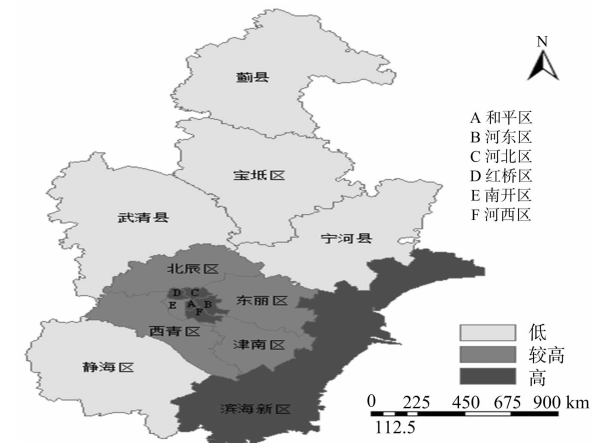 N
蓟县
A 和平区
B 河东区
C 河北区
D 红桥区
E 南开区
F 河西区
宝坻区
武清县
宁河县
北辰区
D C
E A B
F
东丽区
西青区
津南区
静海区
滨海新区
低
较高
高
0 225 450 675 900 km
112.5